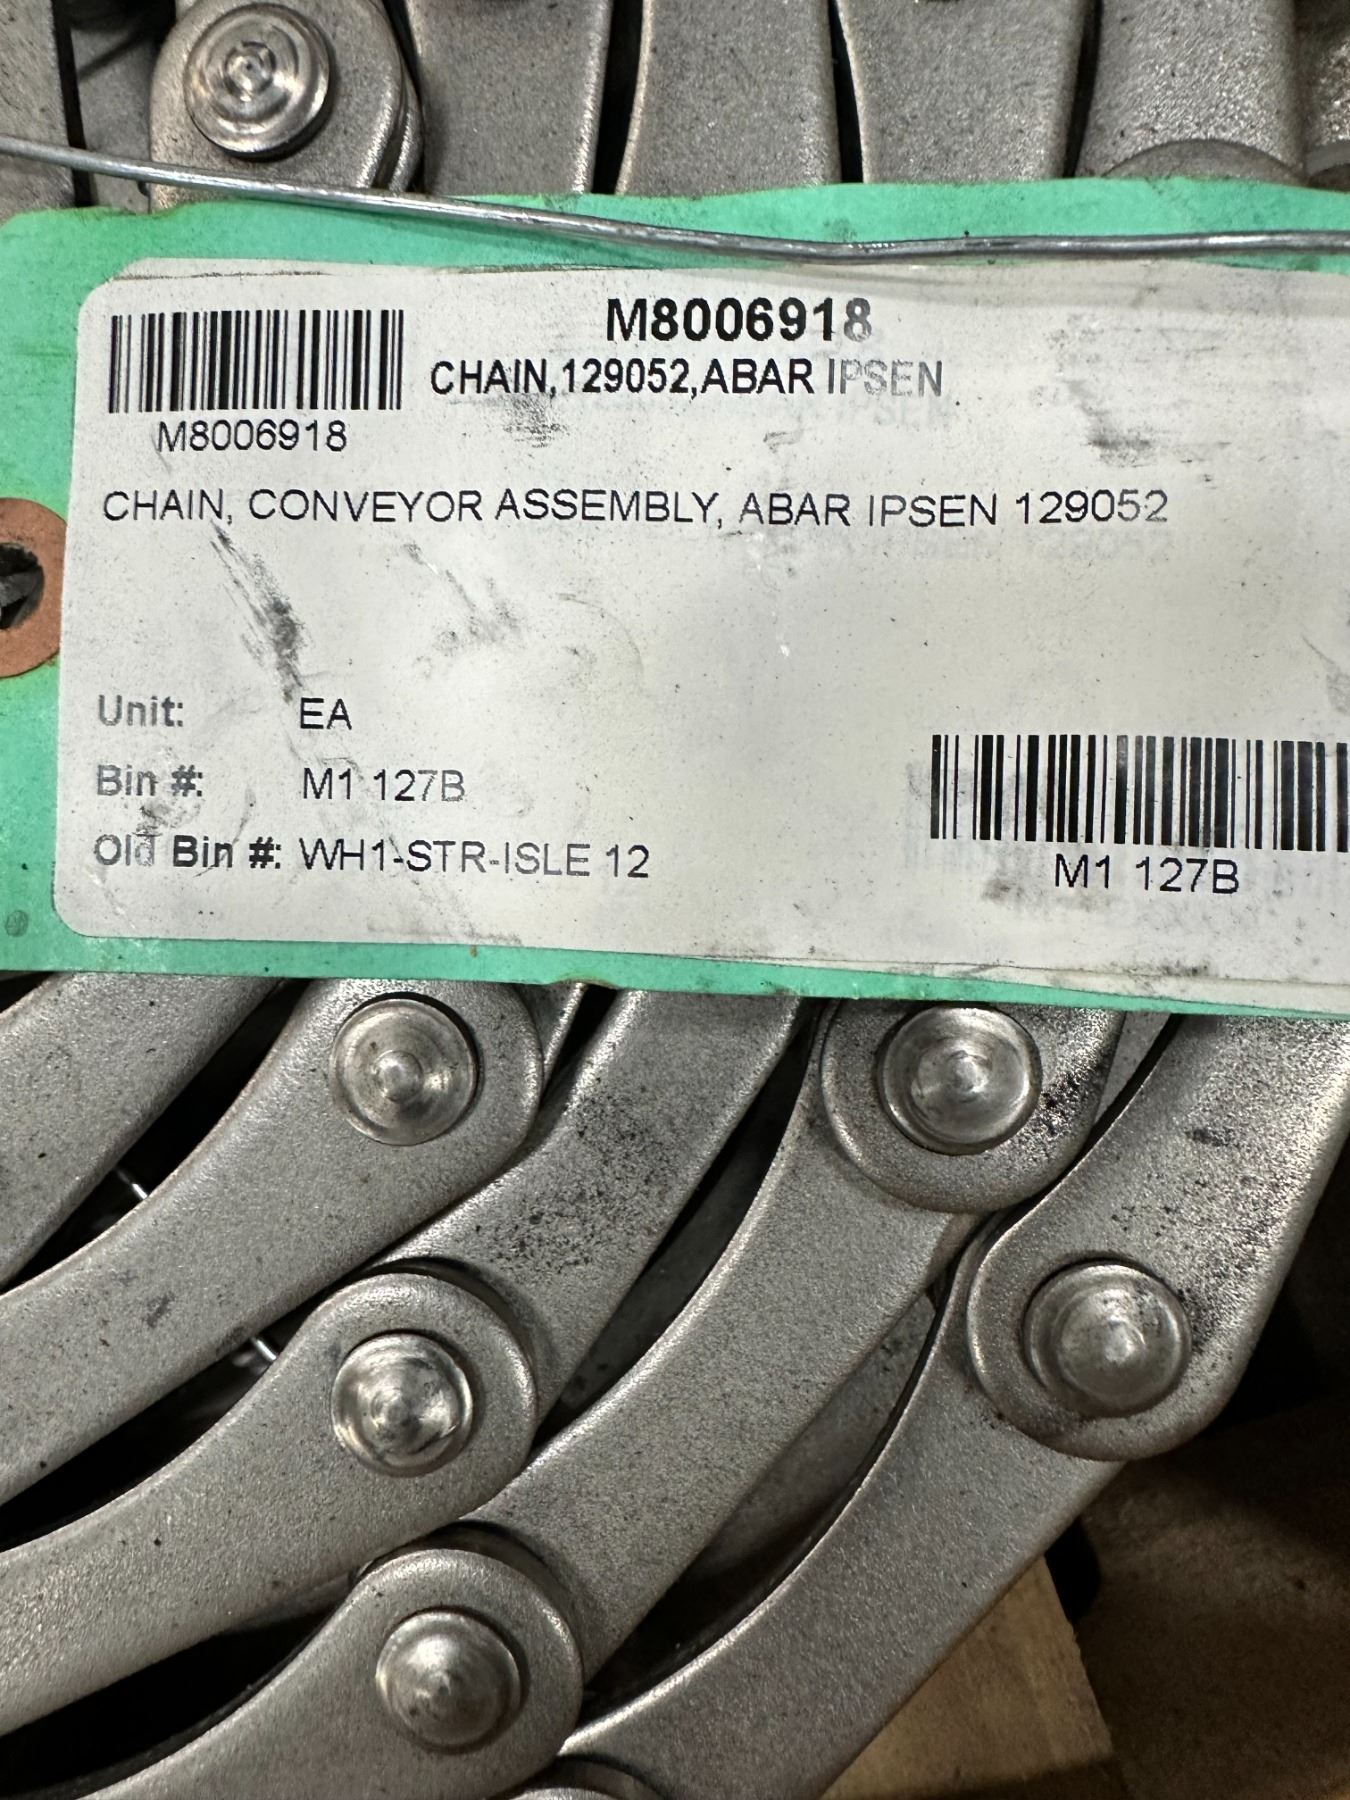 M8006918
CHAIN,129052,ABAR IPSEN
M8006918
CHAIN, CONVEYOR ASSEMBLY, ABAR IPSEN 129052
Unit: EA
Bin #: M1 127B
Old Bin #: WH1-STR-ISLE 12
M1 127B